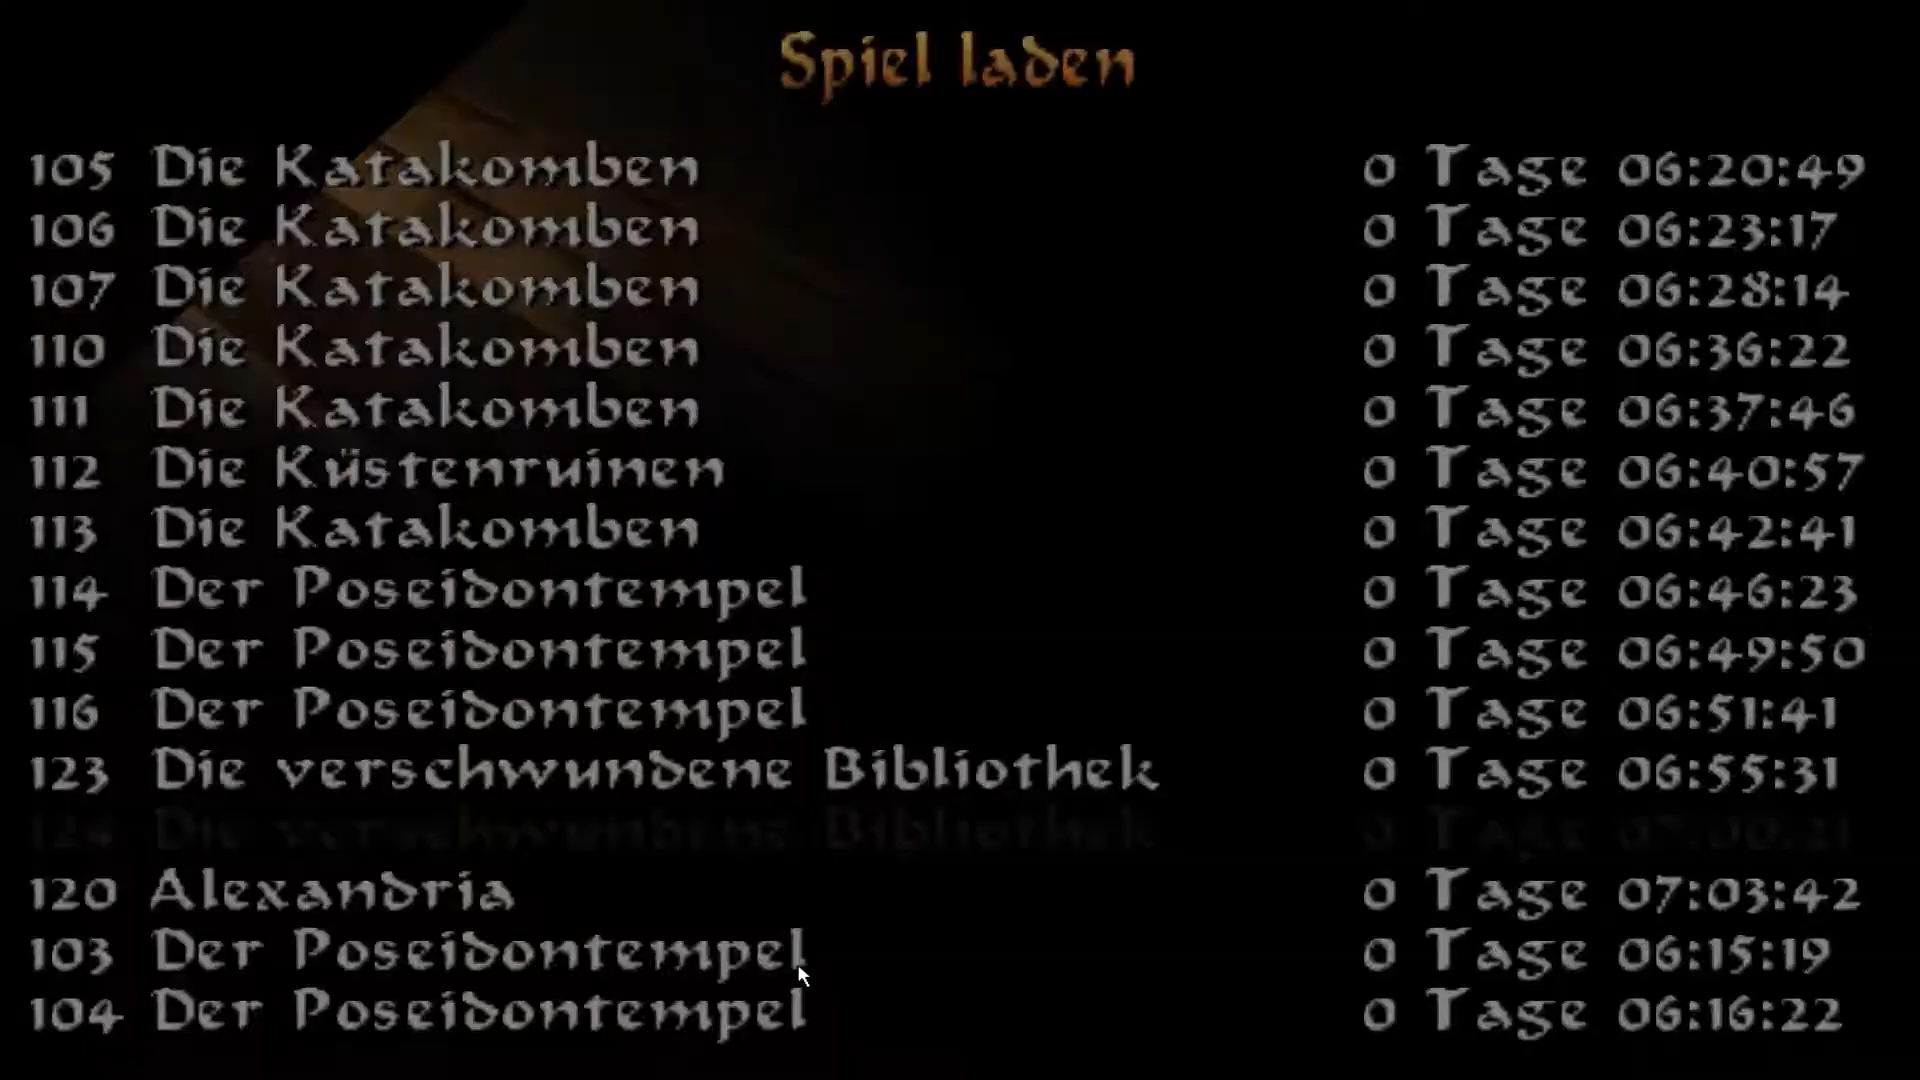 Spiel laden
105 Die Katakomben 0 Tage 06:20:49
106 Die Katakomben 0 Tage 06:23:17
107 Die Katakomben 0 Tage 06:28:14
110 Die Katakomben 0 Tage 06:36:22
111 Die Katakomben 0 Tage 06:37:46
112 Die Küstenruinen 0 Tage 06:40:57
113 Die Katakomben 0 Tage 06:42:41
114 Der Poseidontempel 0 Tage 06:46:23
115 Der Poseidontempel 0 Tage 06:49:50
116 Der Poseidontempel 0 Tage 06:51:41
123 Die verschwundene Bibliothek 0 Tage 06:55:31
124 Die verschwundene Bibliothek 0 Tage
120 Alexandria 0 Tage 07:03:42
103 Der Poseidontempel 0 Tage 06:15:19
104 Der Poseidontempel 0 Tage 06:16:22